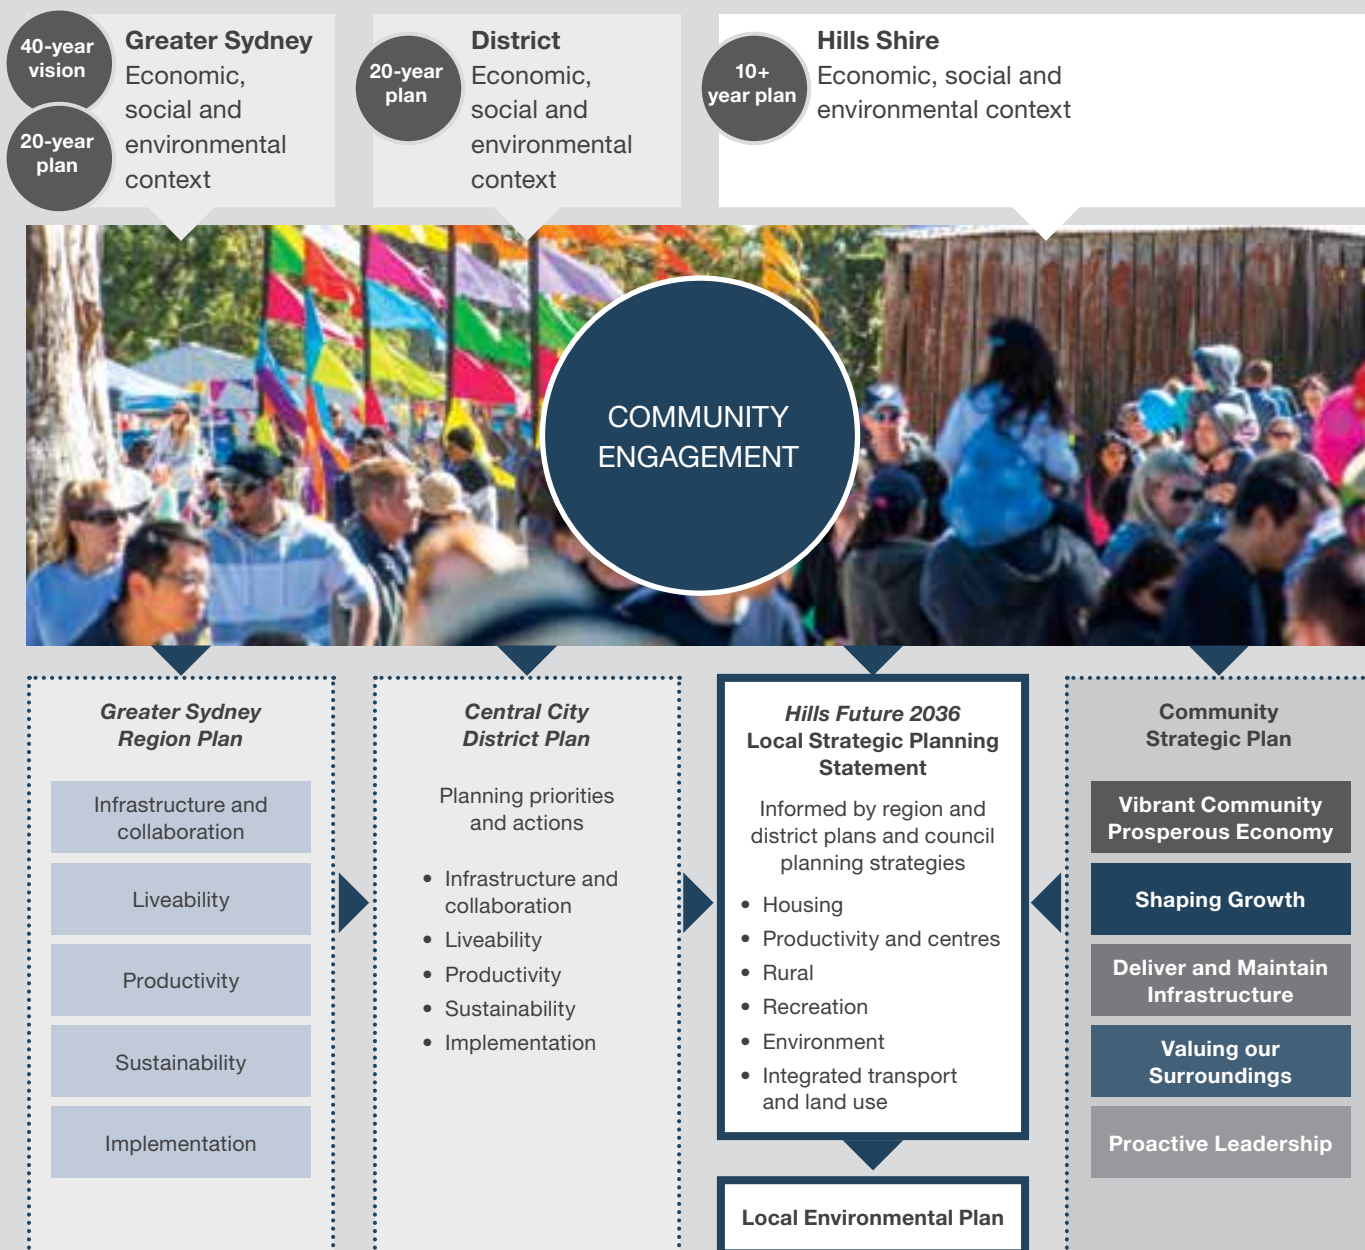 40-year
vision
20-year
plan
Greater Sydney
Economic,
social and
environmental
context
20-year
plan
District
Economic,
social and
environmental
context
10+
year plan
Hills Shire
Economic, social and
environmental context
COMMUNITY
ENGAGEMENT
Greater Sydney
Region Plan
Infrastructure and
collaboration
Liveability
Productivity
Sustainability
Implementation
Central City
District Plan
Planning priorities
and actions
• Infrastructure and
collaboration
• Liveability
• Productivity
• Sustainability
• Implementation
Hills Future 2036
Local Strategic Planning
Statement
Informed by region and
district plans and council
planning strategies
• Housing
• Productivity and centres
• Rural
• Recreation
• Environment
• Integrated transport
and land use
Local Environmental Plan
Community
Strategic Plan
Vibrant Community
Prosperous Economy
Shaping Growth
Deliver and Maintain
Infrastructure
Valuing our
Surroundings
Proactive Leadership